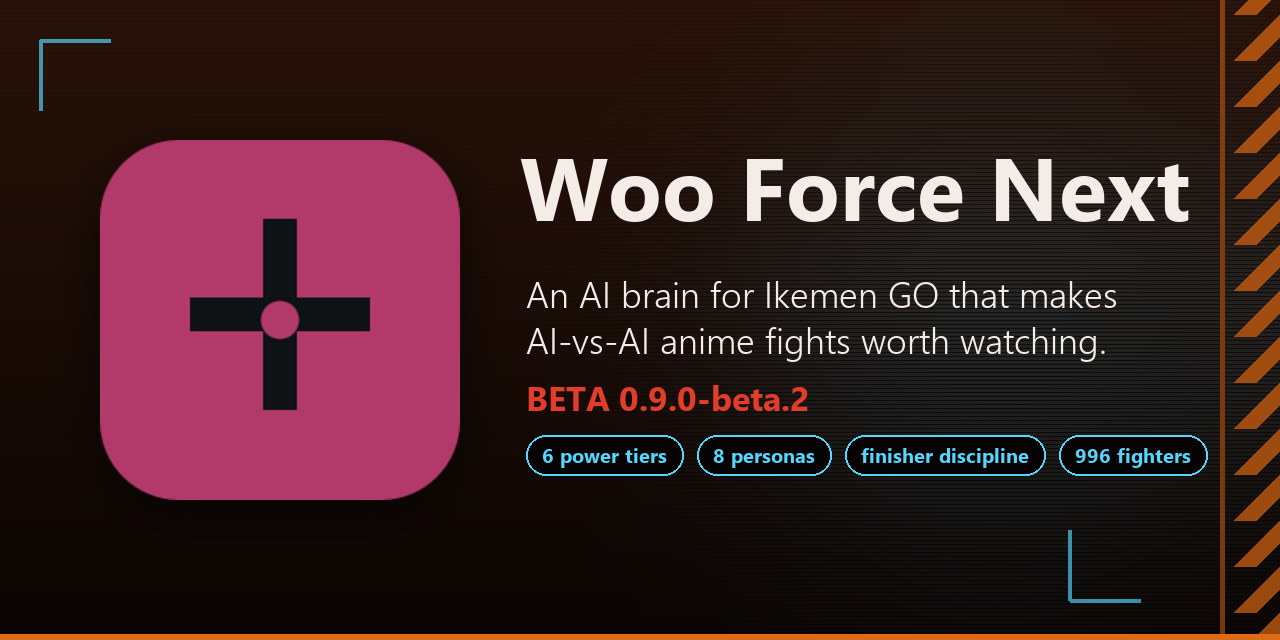 Woo Force Next
An AI brain for Ikemen GO that makes
AI-vs-AI anime fights worth watching.
BETA 0.9.0-beta.2
6 power tiers 8 personas finisher discipline 996 fighters